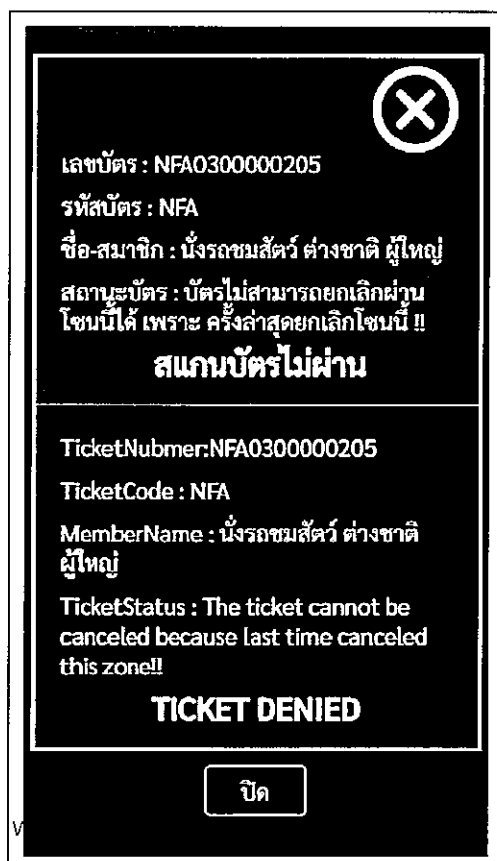 เลขบัตร : NFA0300000205
รหัสบัตร : NFA
ชื่อ-สมาชิก : นั่งรถชมสัตว์ ต่างชาติ ผู้ใหญ่
สถานะบัตร : บัตรไม่สามารถยกเลิกผ่าน
โซนนี้ได้ เพราะ ครั้งล่าสุดยกเลิกโซนนี้ !!
สแกนบัตรไม่ผ่าน
TicketNubmer:NFA0300000205
TicketCode : NFA
MemberName : นั่งรถชมสัตว์ ต่างชาติ
ผู้ใหญ่
TicketStatus : The ticket cannot be
canceled because last time canceled
this zone!!
TICKET DENIED
ปิด
V